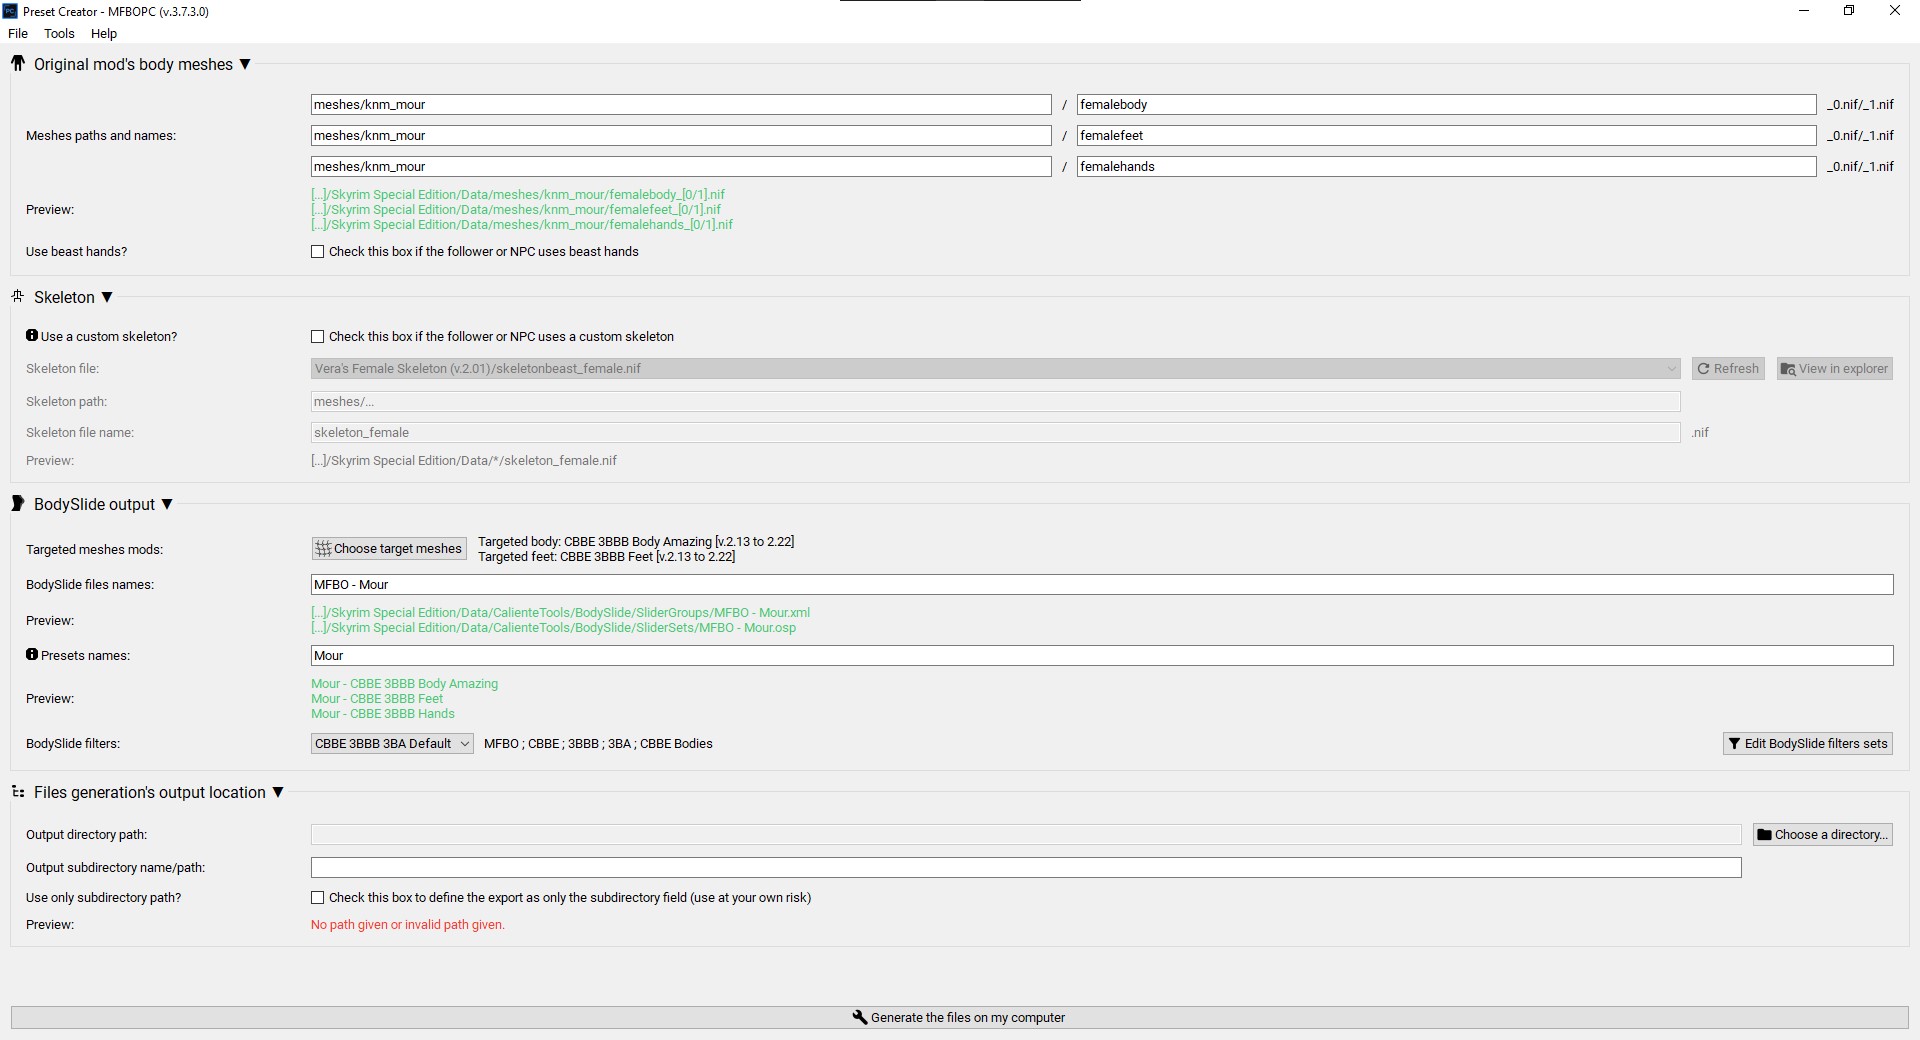 Preset Creator - MFBOPC (v.3.7.3.0)
File Tools Help
Original mod's body meshes ▼
meshes/knm_mour / femalebody _0.nif/_1.nif
Meshes paths and names: meshes/knm_mour / femalefeet _0.nif/_1.nif
meshes/knm_mour / femalehands _0.nif/_1.nif
[...]/Skyrim Special Edition/Data/meshes/knm_mour/femalebody_[0/1].nif
Preview: [...]/Skyrim Special Edition/Data/meshes/knm_mour/femalefeet_[0/1].nif
[...]/Skyrim Special Edition/Data/meshes/knm_mour/femalehands_[0/1].nif
Use beast hands? Check this box if the follower or NPC uses beast hands
Skeleton ▼
Use a custom skeleton? Check this box if the follower or NPC uses a custom skeleton
Skeleton file: Vera's Female Skeleton (v.2.01)/skeletonbeast_female.nif Refresh View in explorer
Skeleton path: meshes/...
Skeleton file name: skeleton_female .nif
Preview: [...]/Skyrim Special Edition/Data/*/skeleton_female.nif
BodySlide output ▼
Targeted meshes mods: Choose target meshes Targeted body: CBBE 3BBB Body Amazing [v.2.13 to 2.22]
Targeted feet: CBBE 3BBB Feet [v.2.13 to 2.22]
BodySlide files names: MFBO - Mour
[...]/Skyrim Special Edition/Data/CalienteTools/BodySlide/SliderGroups/MFBO - Mour.xml
Preview: [...]/Skyrim Special Edition/Data/CalienteTools/BodySlide/SliderSets/MFBO - Mour.osp
Presets names: Mour
Mour - CBBE 3BBB Body Amazing
Preview: Mour - CBBE 3BBB Feet
Mour - CBBE 3BBB Hands
BodySlide filters: CBBE 3BBB 3BA Default MFBO ; CBBE ; 3BBB ; 3BA ; CBBE Bodies Edit BodySlide filters sets
Files generation's output location ▼
Output directory path: Choose a directory...
Output subdirectory name/path:
Use only subdirectory path? Check this box to define the export as only the subdirectory field (use at your own risk)
Preview: No path given or invalid path given.
Generate the files on my computer